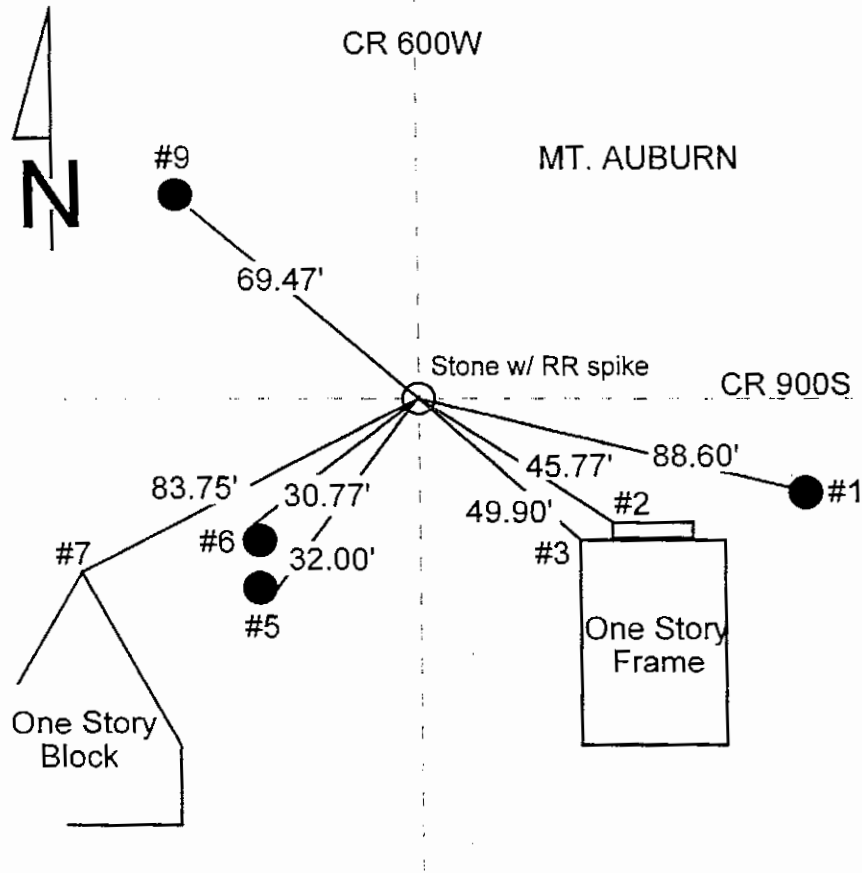 CR 600W
N
#9
MT. AUBURN
69.47'
Stone w/ RR spike
CR 900S
83.75'
30.77'
45.77'
88.60'
#1
49.90'
#2
#6
#3
#7
32.00'
#5
One Story
Frame
One Story
Block